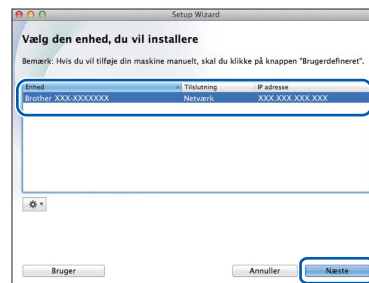 Setup Wizard
Vælg den enhed, du vil installere
Bemærk: Hvis du vil tilføje din maskine manuelt, skal du klikke på knappen "Brugerdefineret".
Enhed Tilslutning IP adresse
Brother XXX-XXXXXXX Netværk XXX.XXX.XXX.XXX
Bruger Annuller Næste